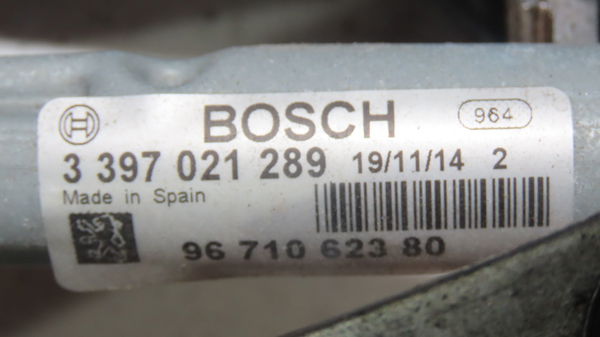 BOSCH 964
3 397 021 289 19/11/14 2
Made in Spain
96 710 623 80